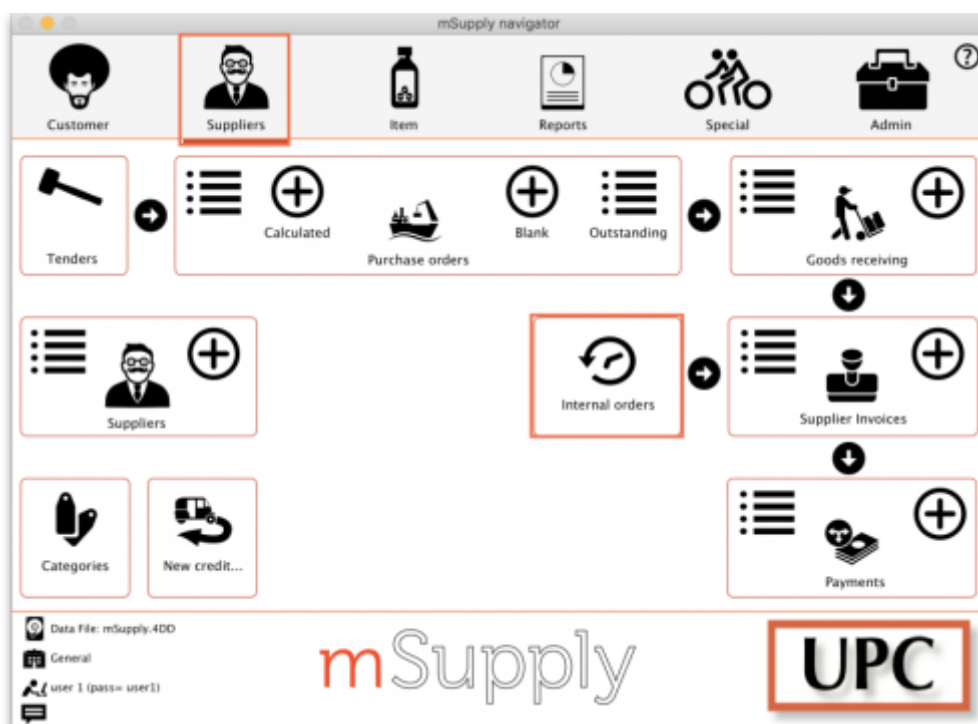 mSupply navigator
?
Customer
Suppliers
Item
Reports
Special
Admin
Tenders
Calculated
Blank
Outstanding
Purchase orders
Goods receiving
Suppliers
Internal orders
Supplier Invoices
Categories
New credit...
Payments
Data File: mSupply.4DD
General
user 1 (pass= user1)
mSupply
UPC